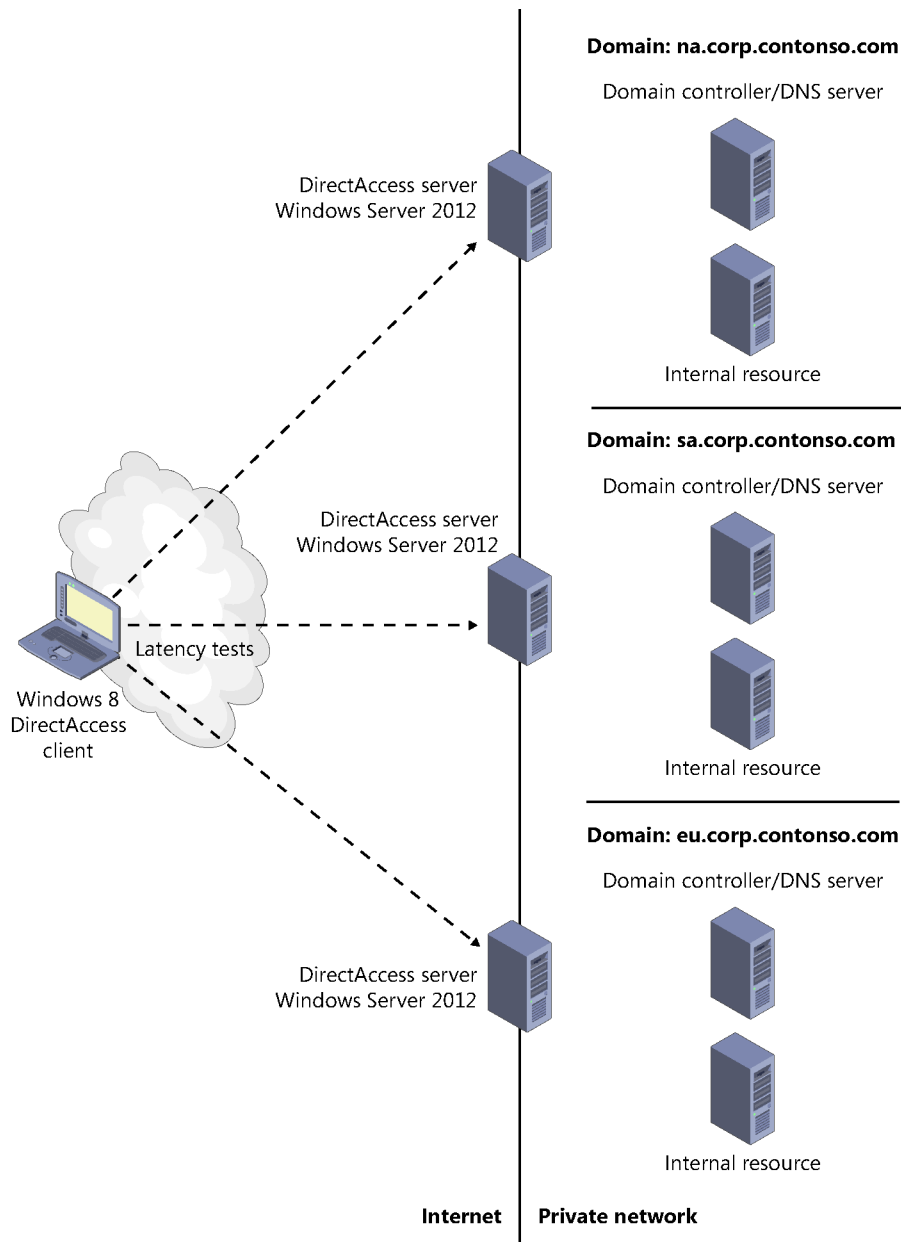 Domain: na.corp.contonso.com
Domain controller/DNS server
DirectAccess server
Windows Server 2012
Internal resource
Domain: sa.corp.contonso.com
Domain controller/DNS server
DirectAccess server
Windows Server 2012
Latency tests
Windows 8
DirectAccess
client
Internal resource
Domain: eu.corp.contonso.com
Domain controller/DNS server
DirectAccess server
Windows Server 2012
Internal resource
Internet
Private network